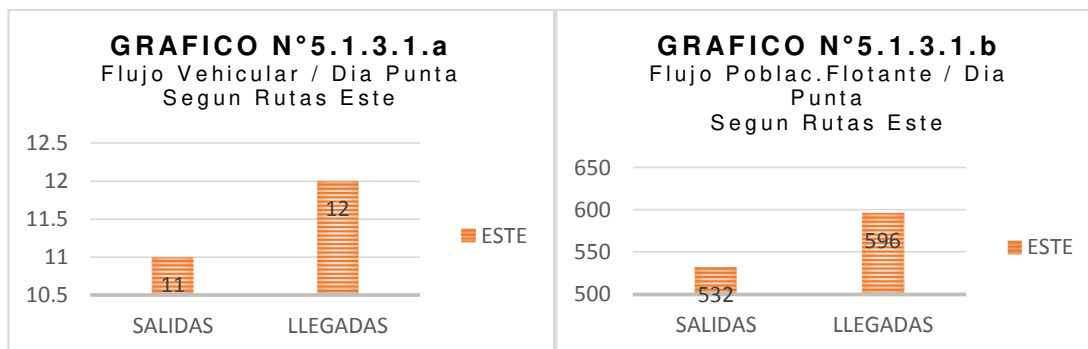 GRAFICO N°5.1.3.1.a
Flujo Vehicular / Dia Punta
Segun Rutas Este
12.5
12
11.5
11
10.5
11
12
SALIDAS
LLEGADAS
ESTE
GRAFICO N°5.1.3.1.b
Flujo Poblac.Flotante / Dia
Punta
Segun Rutas Este
650
600
550
500
532
596
SALIDAS
LLEGADAS
ESTE